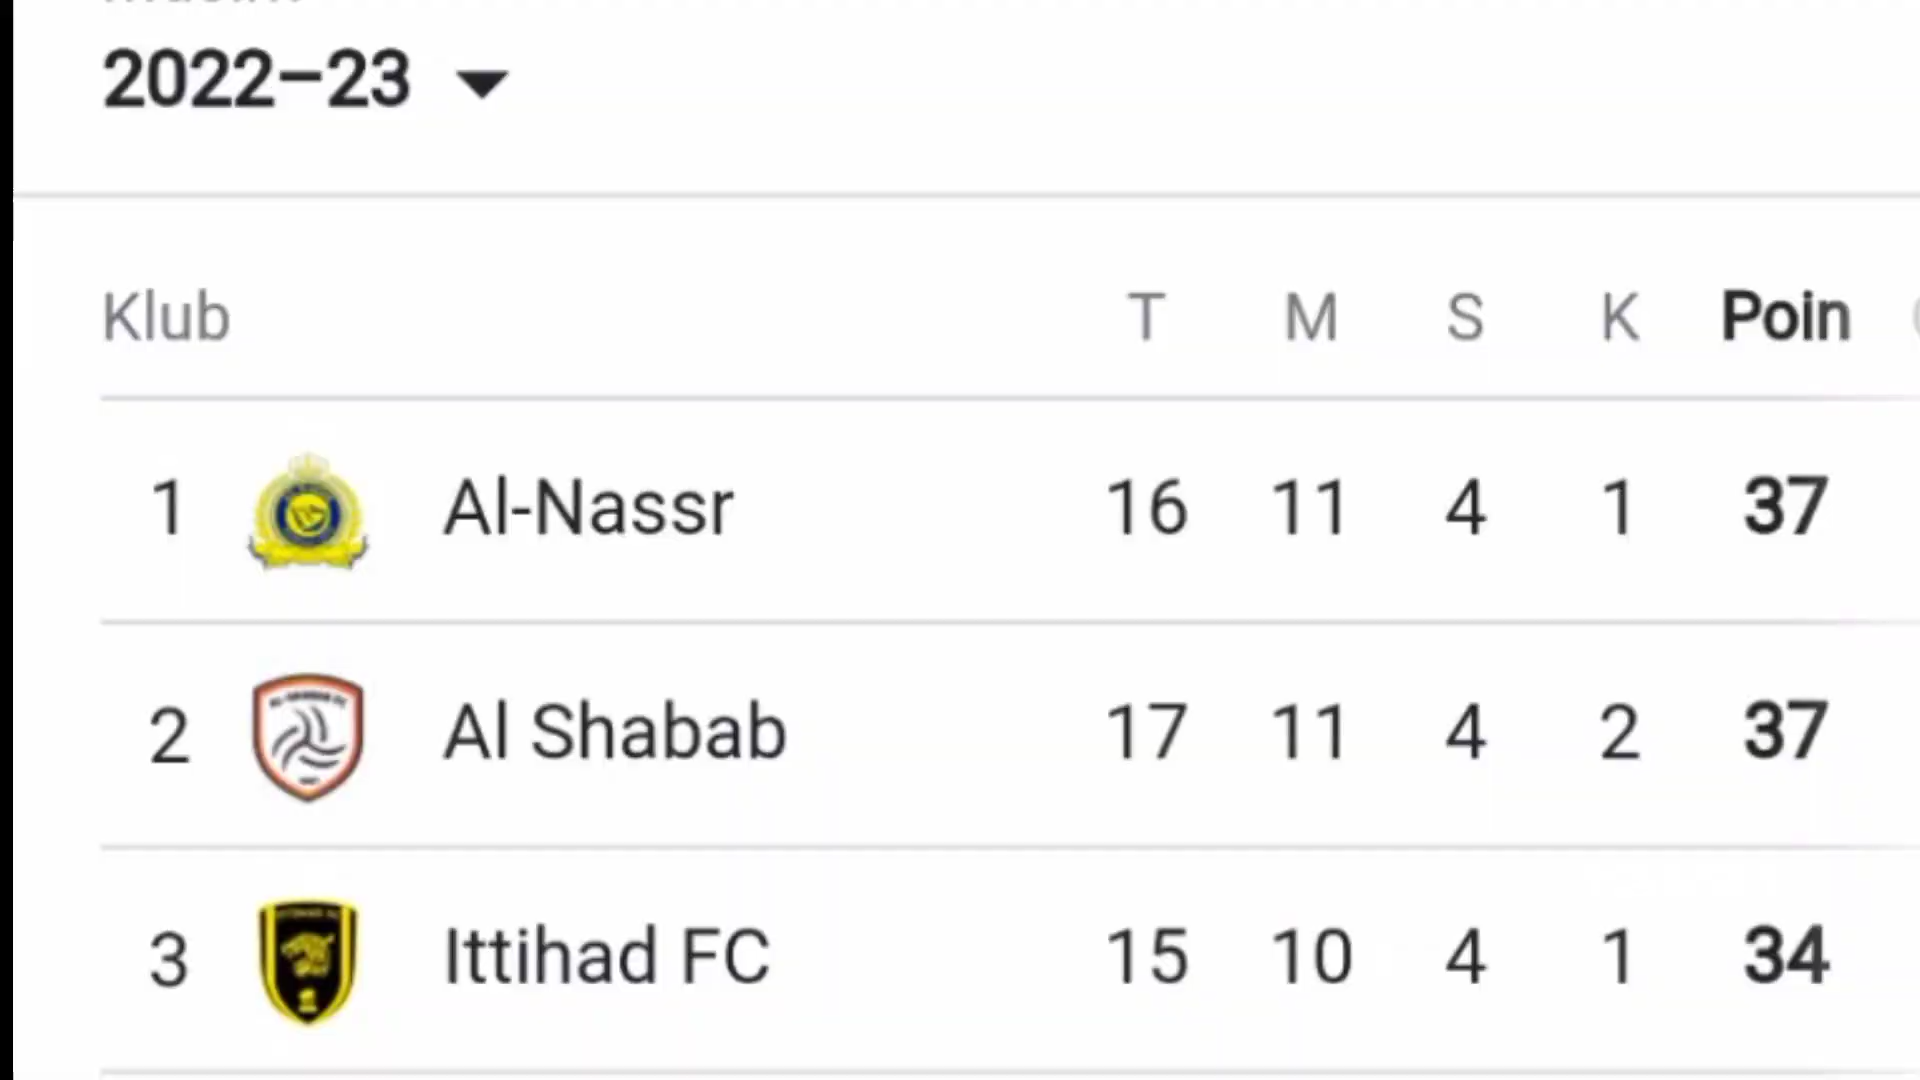 2022–23
Klub T M S K Poin
1 Al-Nassr 16 11 4 1 37
2 Al Shabab 17 11 4 2 37
3 Ittihad FC 15 10 4 1 34